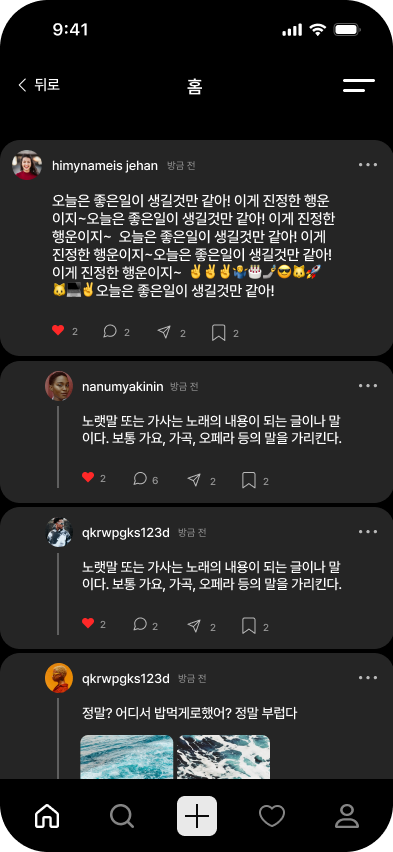 9:41
뒤로
홈
himynameis jehan 방금 전
오늘은 좋은일이 생길것만 같아! 이게 진정한 행운
이지~오늘은 좋은일이 생길것만 같아! 이게 진정한
행운이지~ 오늘은 좋은일이 생길것만 같아! 이게
진정한 행운이지~오늘은 좋은일이 생길것만 같아!
이게 진정한 행운이지~ ✌️✌️✌️🤷‍♂️🎂🤳😎🐱🚀
🐱💻✌️오늘은 좋은일이 생길것만 같아!
2 2 2 2
nanumyakinin 방금 전
노랫말 또는 가사는 노래의 내용이 되는 글이나 말
이다. 보통 가요, 가곡, 오페라 등의 말을 가리킨다.
2 6 2 2
qkrwpgks123d 방금 전
노랫말 또는 가사는 노래의 내용이 되는 글이나 말
이다. 보통 가요, 가곡, 오페라 등의 말을 가리킨다.
2 2 2 2
qkrwpgks123d 방금 전
정말? 어디서 밥먹게로했어? 정말 부럽다